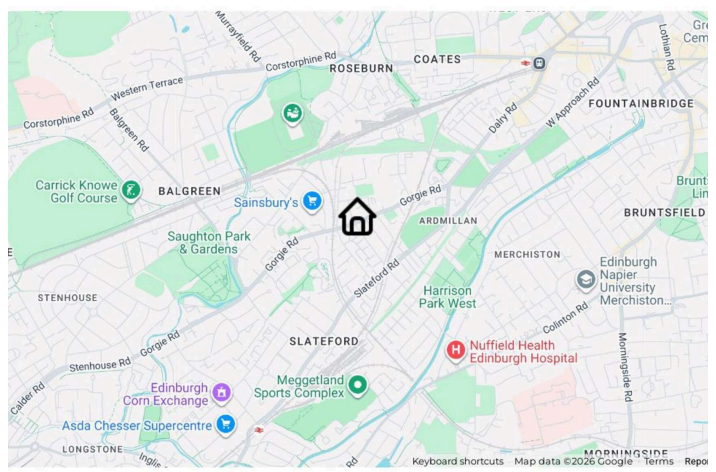 Murrayfield Rd
Corstorphine Rd
ROSEBURN
COATES
Lothian Rd
Western Terrace
Dalry Rd
W Approach Rd
FOUNTAINBRIDGE
Corstorphine Rd
Balgreen Rd
Carrick Knowe
Golf Course
BALGREEN
Sainsbury's
Gorgie Rd
ARDMILLAN
BRUNTSFIELD
Saughton Park
& Gardens
Gorgie Rd
MERCHISTON
Edinburgh
Napier
University
Merchiston...
Slateford Rd
STENHOUSE
Harrison
Park West
Colinton Rd
SLATEFORD
Gorgie Rd
Nuffield Health
Edinburgh Hospital
Morningside Rd
Stenhouse Rd
Meggetland
Sports Complex
Edinburgh
Corn Exchange
Calder Rd
Asda Chesser Supercentre
LONGSTONE
Inglis
MORNINGSIDE
Keyboard shortcuts Map data ©2026 Google Terms Repo